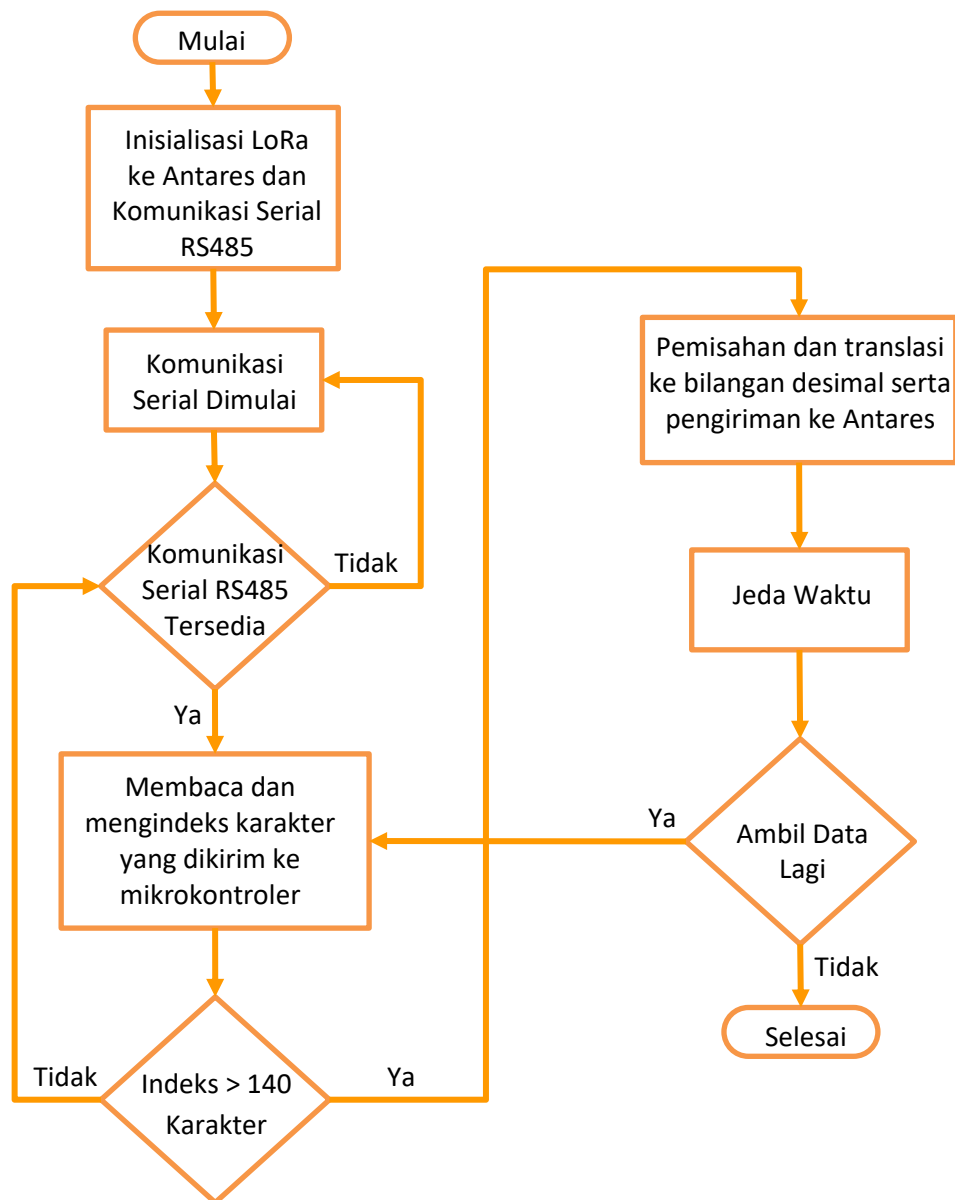 Mulai
Inisialisasi LoRa
ke Antares dan
Komunikasi Serial
RS485
Komunikasi
Serial Dimulai
Komunikasi
Serial RS485
Tersedia
Tidak
Ya
Membaca dan
mengindeks karakter
yang dikirim ke
mikrokontroler
Indeks > 140
Karakter
Tidak
Ya
Pemisahan dan translasi
ke bilangan desimal serta
pengiriman ke Antares
Jeda Waktu
Ambil Data
Lagi
Ya
Tidak
Selesai